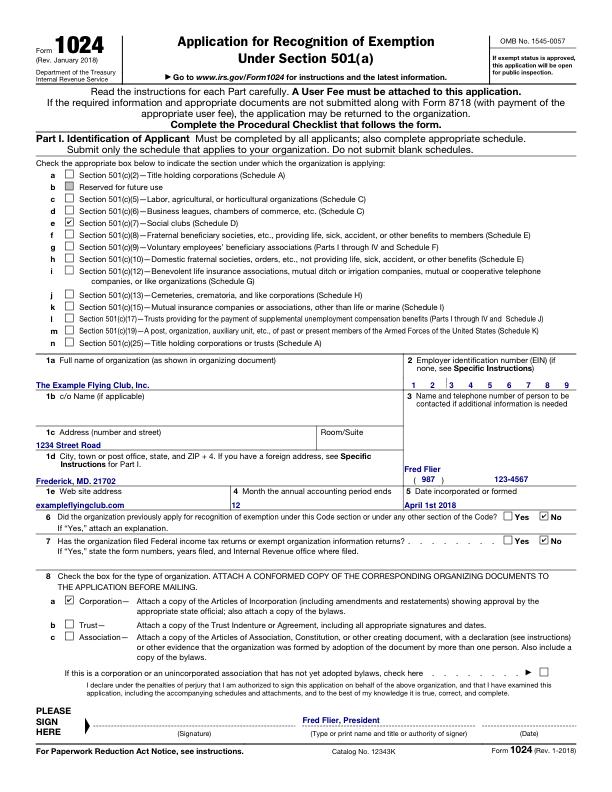 Form 1024
(Rev. January 2018)
Department of the Treasury
Internal Revenue Service
Application for Recognition of Exemption
Under Section 501(a)
▶ Go to www.irs.gov/Form1024 for instructions and the latest information.
OMB No. 1545-0057
If exempt status is approved,
this application will be open
for public inspection.
Read the instructions for each Part carefully. A User Fee must be attached to this application.
If the required information and appropriate documents are not submitted along with Form 8718 (with payment of the
appropriate user fee), the application may be returned to the organization.
Complete the Procedural Checklist that follows the form.
Part I. Identification of Applicant Must be completed by all applicants; also complete appropriate schedule.
Submit only the schedule that applies to your organization. Do not submit blank schedules.
Check the appropriate box below to indicate the section under which the organization is applying:
a Section 501(c)(2)—Title holding corporations (Schedule A)
b Reserved for future use
c Section 501(c)(5)—Labor, agricultural, or horticultural organizations (Schedule C)
d Section 501(c)(6)—Business leagues, chambers of commerce, etc. (Schedule C)
e ✔ Section 501(c)(7)—Social clubs (Schedule D)
f Section 501(c)(8)—Fraternal beneficiary societies, etc., providing life, sick, accident, or other benefits to members (Schedule E)
g Section 501(c)(9)—Voluntary employees' beneficiary associations (Parts I through IV and Schedule F)
h Section 501(c)(10)—Domestic fraternal societies, orders, etc., not providing life, sick, accident, or other benefits (Schedule E)
i Section 501(c)(12)—Benevolent life insurance associations, mutual ditch or irrigation companies, mutual or cooperative telephone
companies, or like organizations (Schedule G)
j Section 501(c)(13)—Cemeteries, crematoria, and like corporations (Schedule H)
k Section 501(c)(15)—Mutual insurance companies or associations, other than life or marine (Schedule I)
l Section 501(c)(17)—Trusts providing for the payment of supplemental unemployment compensation benefits (Parts I through IV and Schedule J)
m Section 501(c)(19)—A post, organization, auxiliary unit, etc., of past or present members of the Armed Forces of the United States (Schedule K)
n Section 501(c)(25)—Title holding corporations or trusts (Schedule A)
1a Full name of organization (as shown in organizing document)
The Example Flying Club, Inc.
2 Employer identification number (EIN) (if
none, see Specific Instructions)
1 2 3 4 5 6 7 8 9
1b c/o Name (if applicable)
3 Name and telephone number of person to be
contacted if additional information is needed
1c Address (number and street)
Room/Suite
1234 Street Road
1d City, town or post office, state, and ZIP + 4. If you have a foreign address, see Specific
Instructions for Part I.
Frederick, MD. 21702
Fred Flier
( 987 ) 123-4567
1e Web site address
exampleflyingclub.com
4 Month the annual accounting period ends
12
5 Date incorporated or formed
April 1st 2018
6 Did the organization previously apply for recognition of exemption under this Code section or under any other section of the Code? Yes ✔ No
If "Yes," attach an explanation.
7 Has the organization filed Federal income tax returns or exempt organization information returns? . . . . . . . Yes ✔ No
If "Yes," state the form numbers, years filed, and Internal Revenue office where filed.
8 Check the box for the type of organization. ATTACH A CONFORMED COPY OF THE CORRESPONDING ORGANIZING DOCUMENTS TO
THE APPLICATION BEFORE MAILING.
a ✔ Corporation— Attach a copy of the Articles of Incorporation (including amendments and restatements) showing approval by the
appropriate state official; also attach a copy of the bylaws.
b Trust— Attach a copy of the Trust Indenture or Agreement, including all appropriate signatures and dates.
c Association— Attach a copy of the Articles of Association, Constitution, or other creating document, with a declaration (see instructions)
or other evidence that the organization was formed by adoption of the document by more than one person. Also include a
copy of the bylaws.
If this is a corporation or an unincorporated association that has not yet adopted bylaws, check here . . . . . . . . ▶
I declare under the penalties of perjury that I am authorized to sign this application on behalf of the above organization, and that I have examined this
application, including the accompanying schedules and attachments, and to the best of my knowledge it is true, correct, and complete.
PLEASE
SIGN
HERE
Fred Flier, President
(Signature)
(Type or print name and title or authority of signer)
(Date)
For Paperwork Reduction Act Notice, see instructions.
Catalog No. 12343K
Form 1024 (Rev. 1-2018)